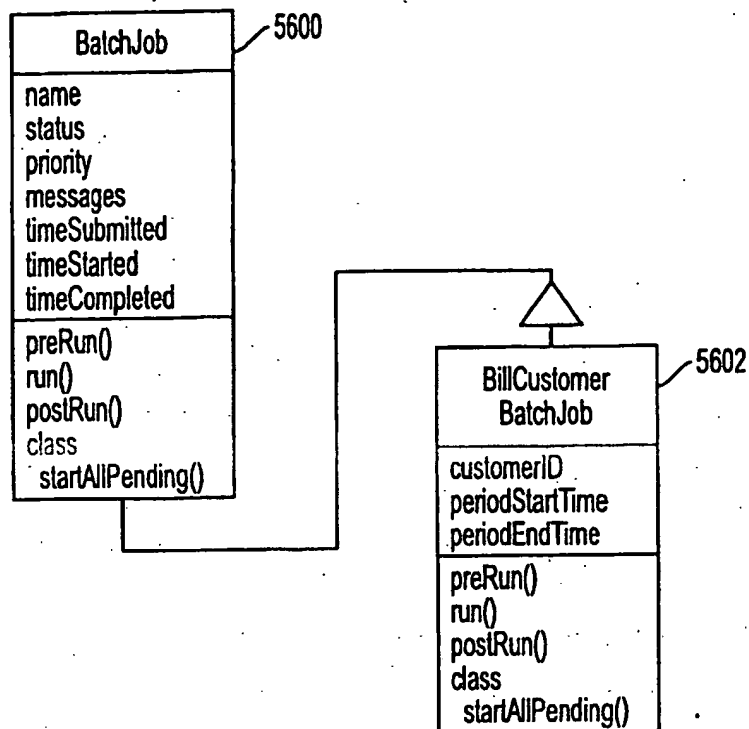 BatchJob
5600
name
status
priority
messages
timeSubmitted
timeStarted
timeCompleted
preRun()
run()
postRun()
class
startAllPending()
BillCustomer
BatchJob
5602
customerID
periodStartTime
periodEndTime
preRun()
run()
postRun()
class
startAllPending()